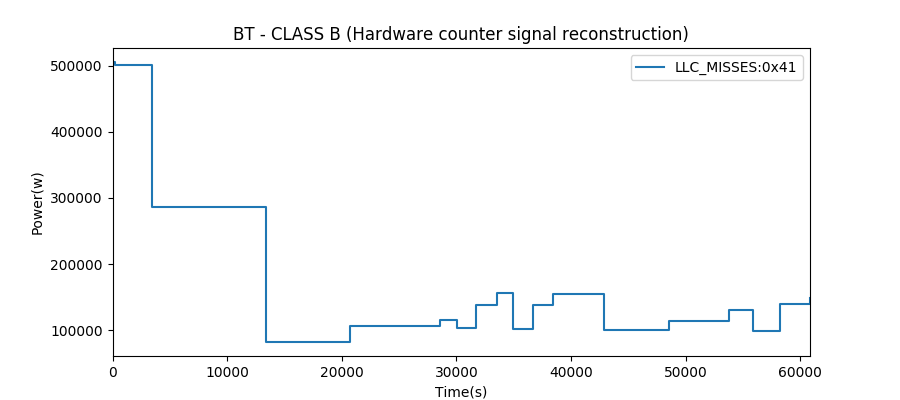 BT - CLASS B (Hardware counter signal reconstruction)
LLC_MISSES:0x41
500000
400000
300000
200000
100000
Power(w)
0 10000 20000 30000 40000 50000 60000
Time(s)